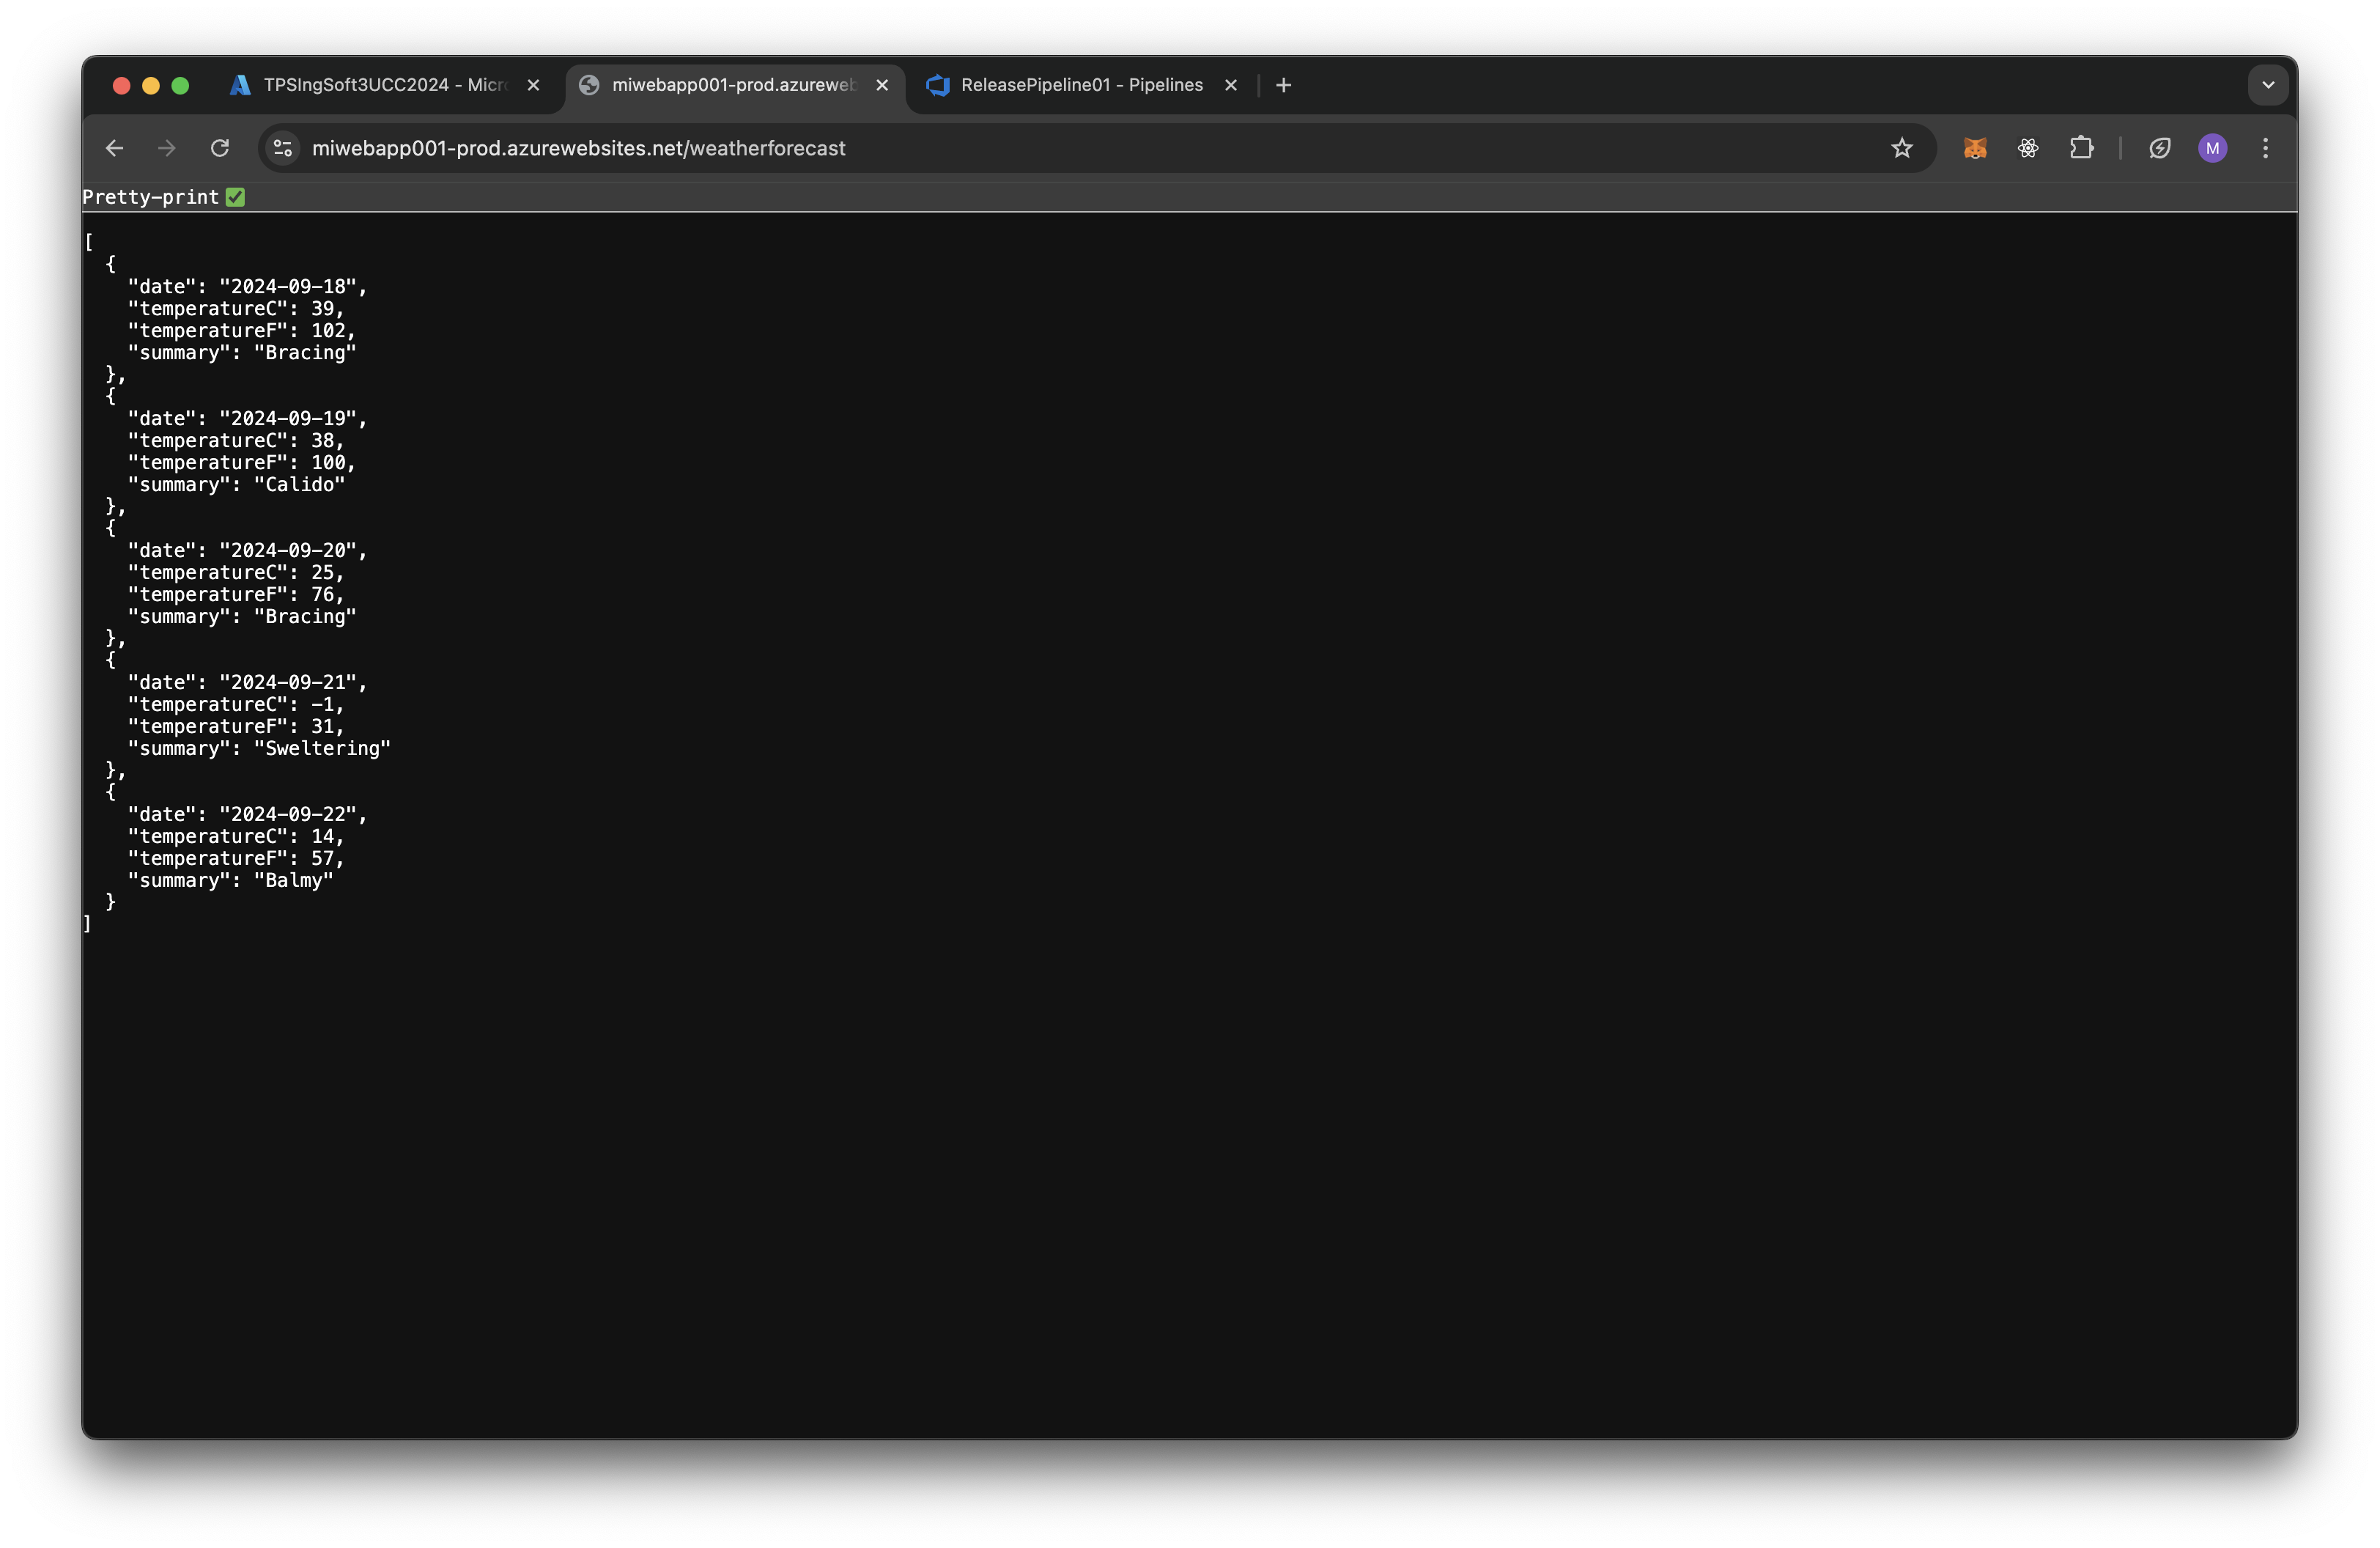 TPSIngSoft3UCC2024 - Micr
miwebapp001-prod.azureweb
ReleasePipeline01 - Pipelines
miwebapp001-prod.azurewebsites.net/weatherforecast
M
Pretty-print
[
  {
    "date": "2024-09-18",
    "temperatureC": 39,
    "temperatureF": 102,
    "summary": "Bracing"
  },
  {
    "date": "2024-09-19",
    "temperatureC": 38,
    "temperatureF": 100,
    "summary": "Calido"
  },
  {
    "date": "2024-09-20",
    "temperatureC": 25,
    "temperatureF": 76,
    "summary": "Bracing"
  },
  {
    "date": "2024-09-21",
    "temperatureC": -1,
    "temperatureF": 31,
    "summary": "Sweltering"
  },
  {
    "date": "2024-09-22",
    "temperatureC": 14,
    "temperatureF": 57,
    "summary": "Balmy"
  }
]